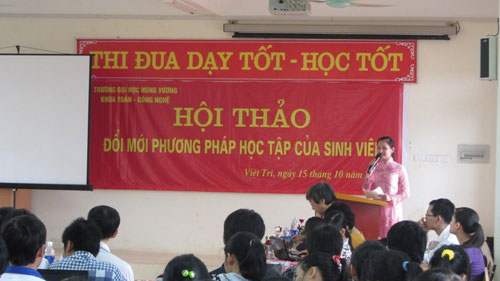 THI ĐUA DẠY TỐT - HỌC TỐT
TRƯỜNG ĐẠI HỌC HÙNG VƯƠNG
KHOA TOÁN - CÔNG NGHỆ
HỘI THẢO
ĐỔI MỚI PHƯƠNG PHÁP HỌC TẬP CỦA SINH VIÊN
Việt Trì, ngày 15 tháng 10 năm